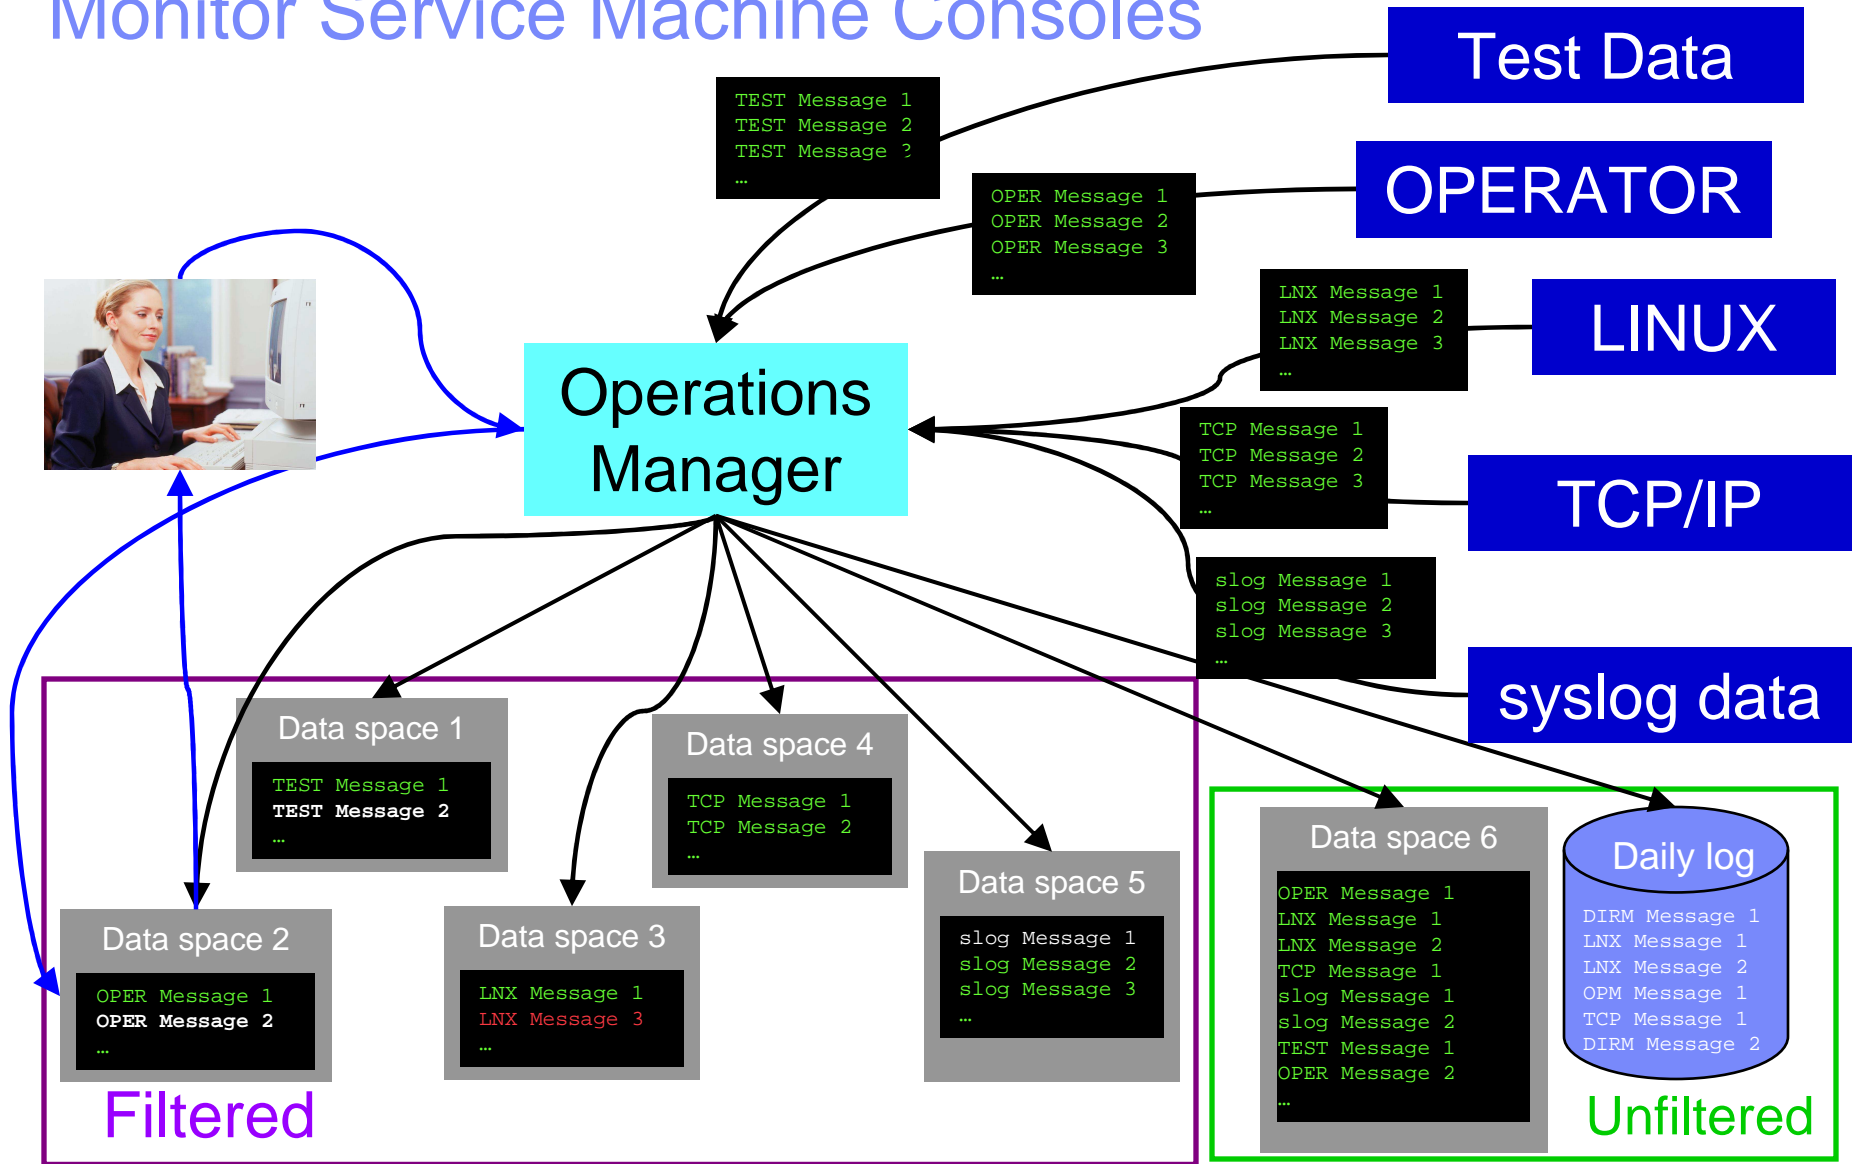 Monitor Service Machine Consoles
Test Data
TEST Message 1
TEST Message 2
TEST Message 3
…
OPERATOR
OPER Message 1
OPER Message 2
OPER Message 3
…
LINUX
LNX Message 1
LNX Message 2
LNX Message 3
…
Operations
Manager
TCP Message 1
TCP Message 2
TCP Message 3
…
TCP/IP
slog Message 1
slog Message 2
slog Message 3
…
syslog data
Data space 1
TEST Message 1
TEST Message 2
…
Data space 4
TCP Message 1
TCP Message 2
…
Data space 2
OPER Message 1
OPER Message 2
…
Data space 3
LNX Message 1
LNX Message 3
…
Data space 5
slog Message 1
slog Message 2
slog Message 3
…
Filtered
Data space 6
OPER Message 1
LNX Message 1
LNX Message 2
TCP Message 1
slog Message 1
slog Message 2
TEST Message 1
OPER Message 2
…
Daily log
DIRM Message 1
LNX Message 1
LNX Message 2
OPM Message 1
TCP Message 1
DIRM Message 2
Unfiltered